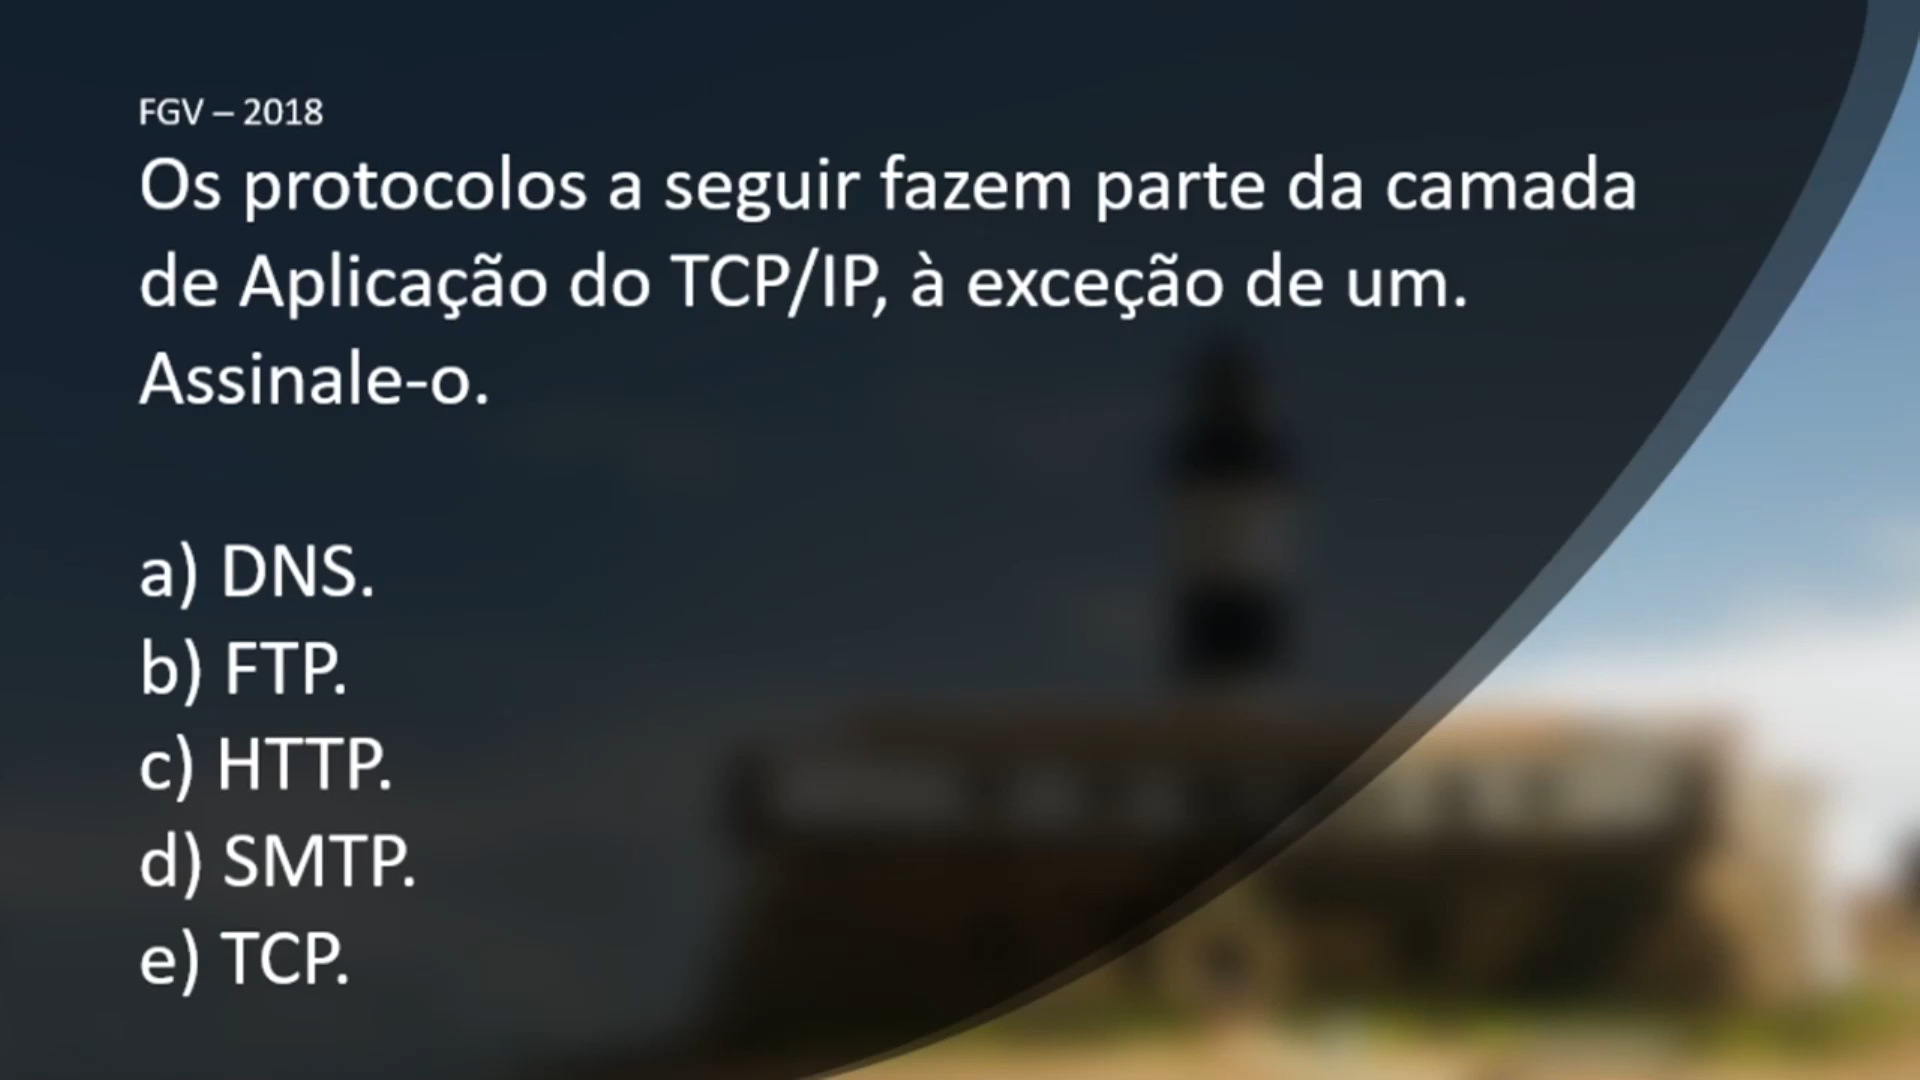 FGV – 2018
Os protocolos a seguir fazem parte da camada
de Aplicação do TCP/IP, à exceção de um.
Assinale-o.
a) DNS.
b) FTP.
c) HTTP.
d) SMTP.
e) TCP.